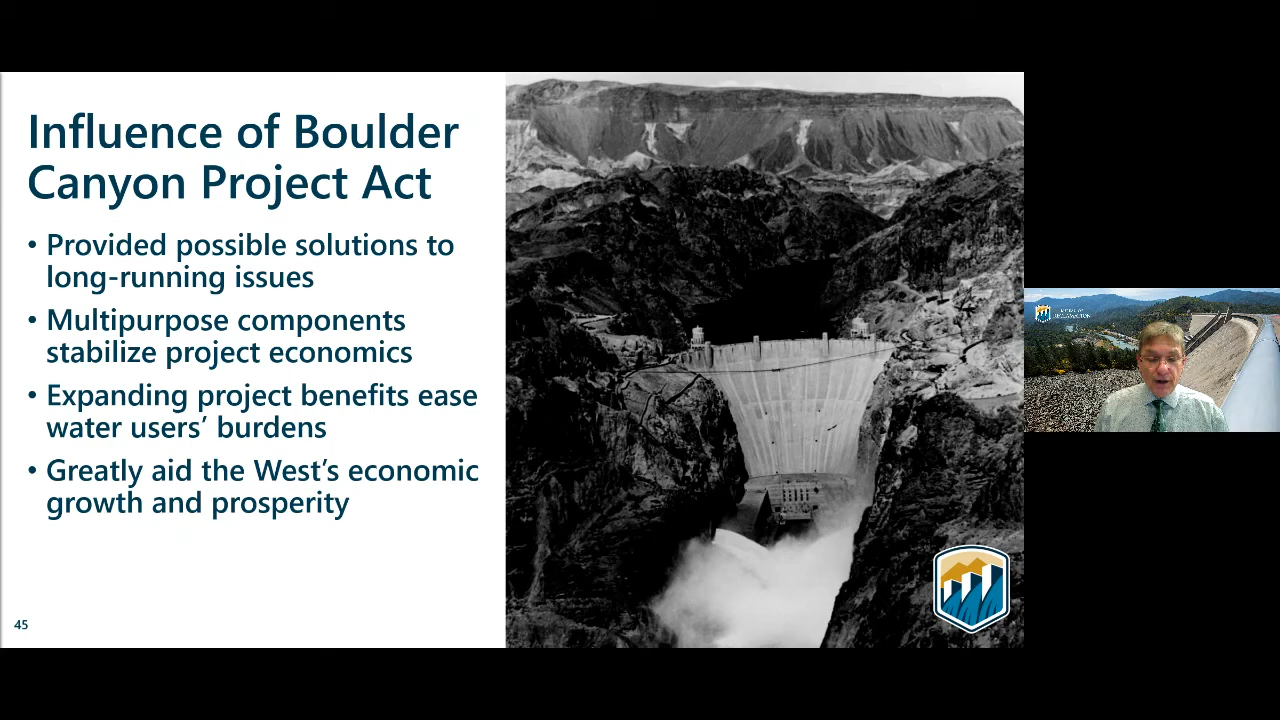 Influence of Boulder
Canyon Project Act
• Provided possible solutions to
long-running issues
• Multipurpose components
stabilize project economics
• Expanding project benefits ease
water users’ burdens
• Greatly aid the West’s economic
growth and prosperity
45
RECLAMATION